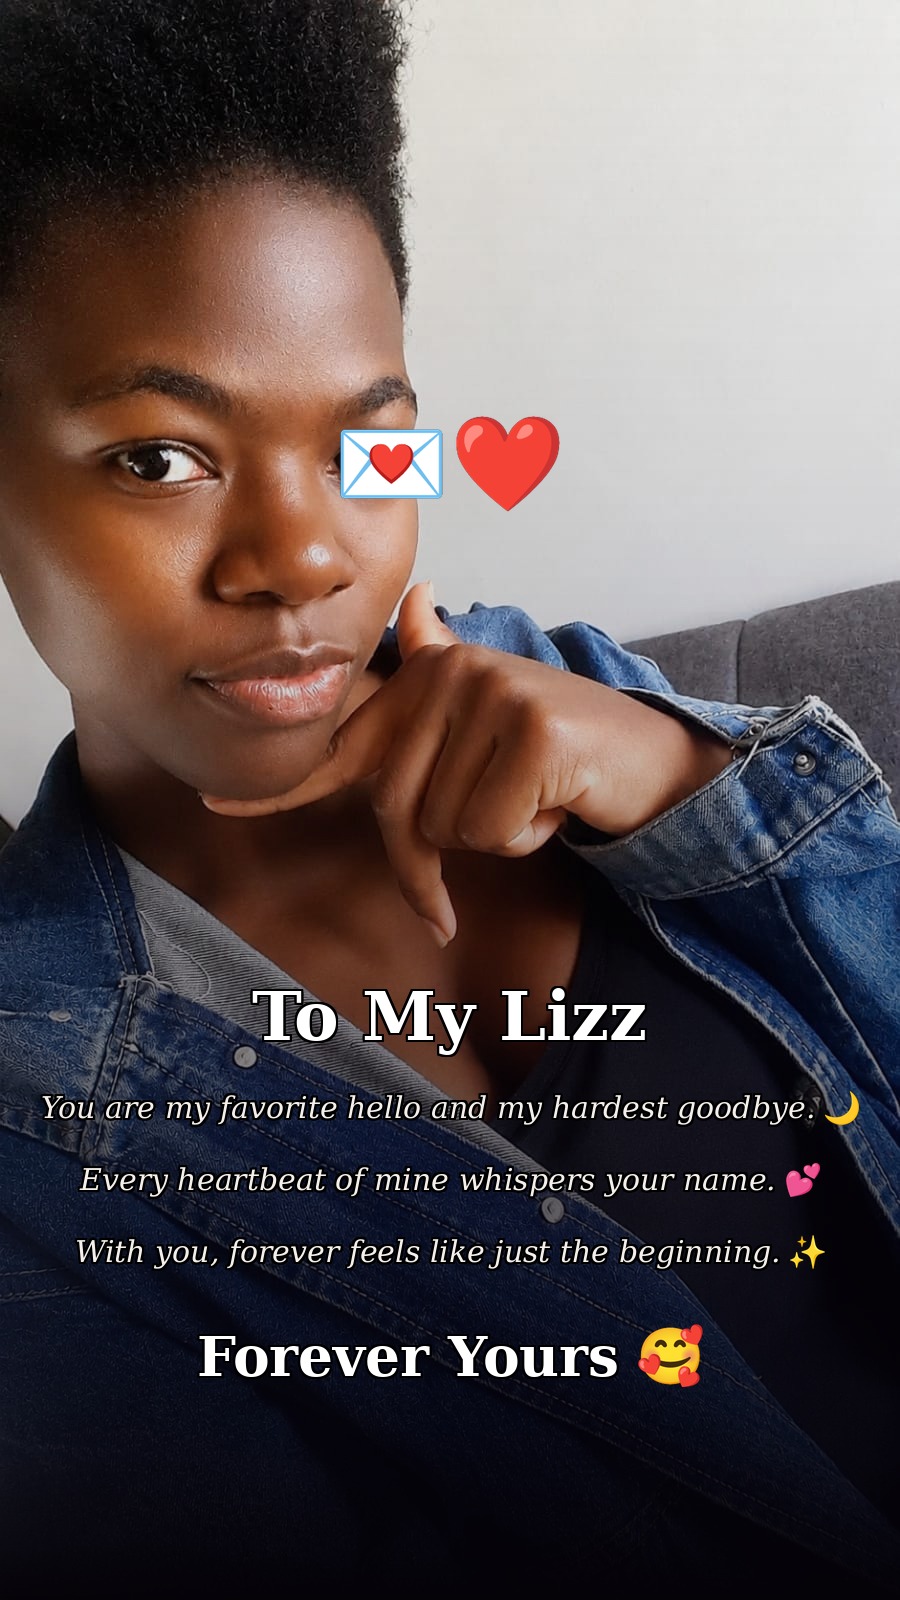 To My Lizz
You are my favorite hello and my hardest goodbye. 🌙
Every heartbeat of mine whispers your name. 💕
With you, forever feels like just the beginning. ✨
Forever Yours 🥰